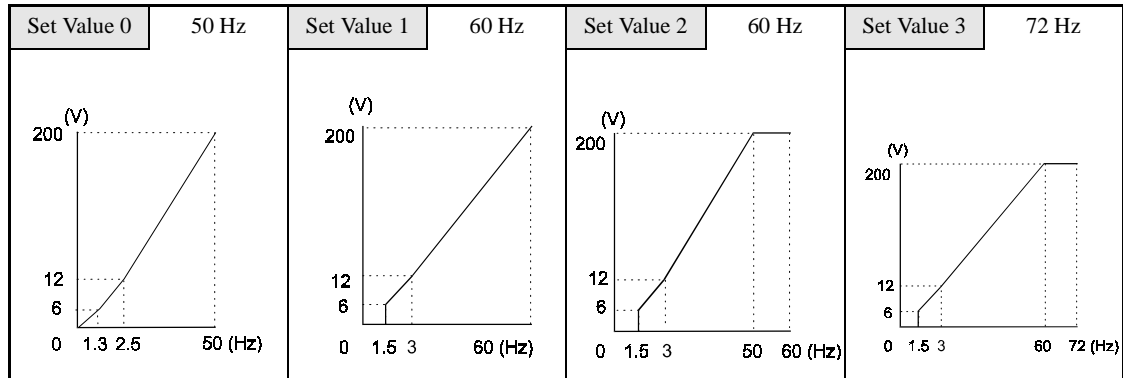 Set Value 0 50 Hz
(V)
200
12
6
0 1.3 2.5 50 (Hz)
Set Value 1 60 Hz
(V)
200
12
6
0 1.5 3 60 (Hz)
Set Value 2 60 Hz
(V)
200
12
6
0 1.5 3 50 60 (Hz)
Set Value 3 72 Hz
(V)
200
12
6
0 1.5 3 60 72 (Hz)